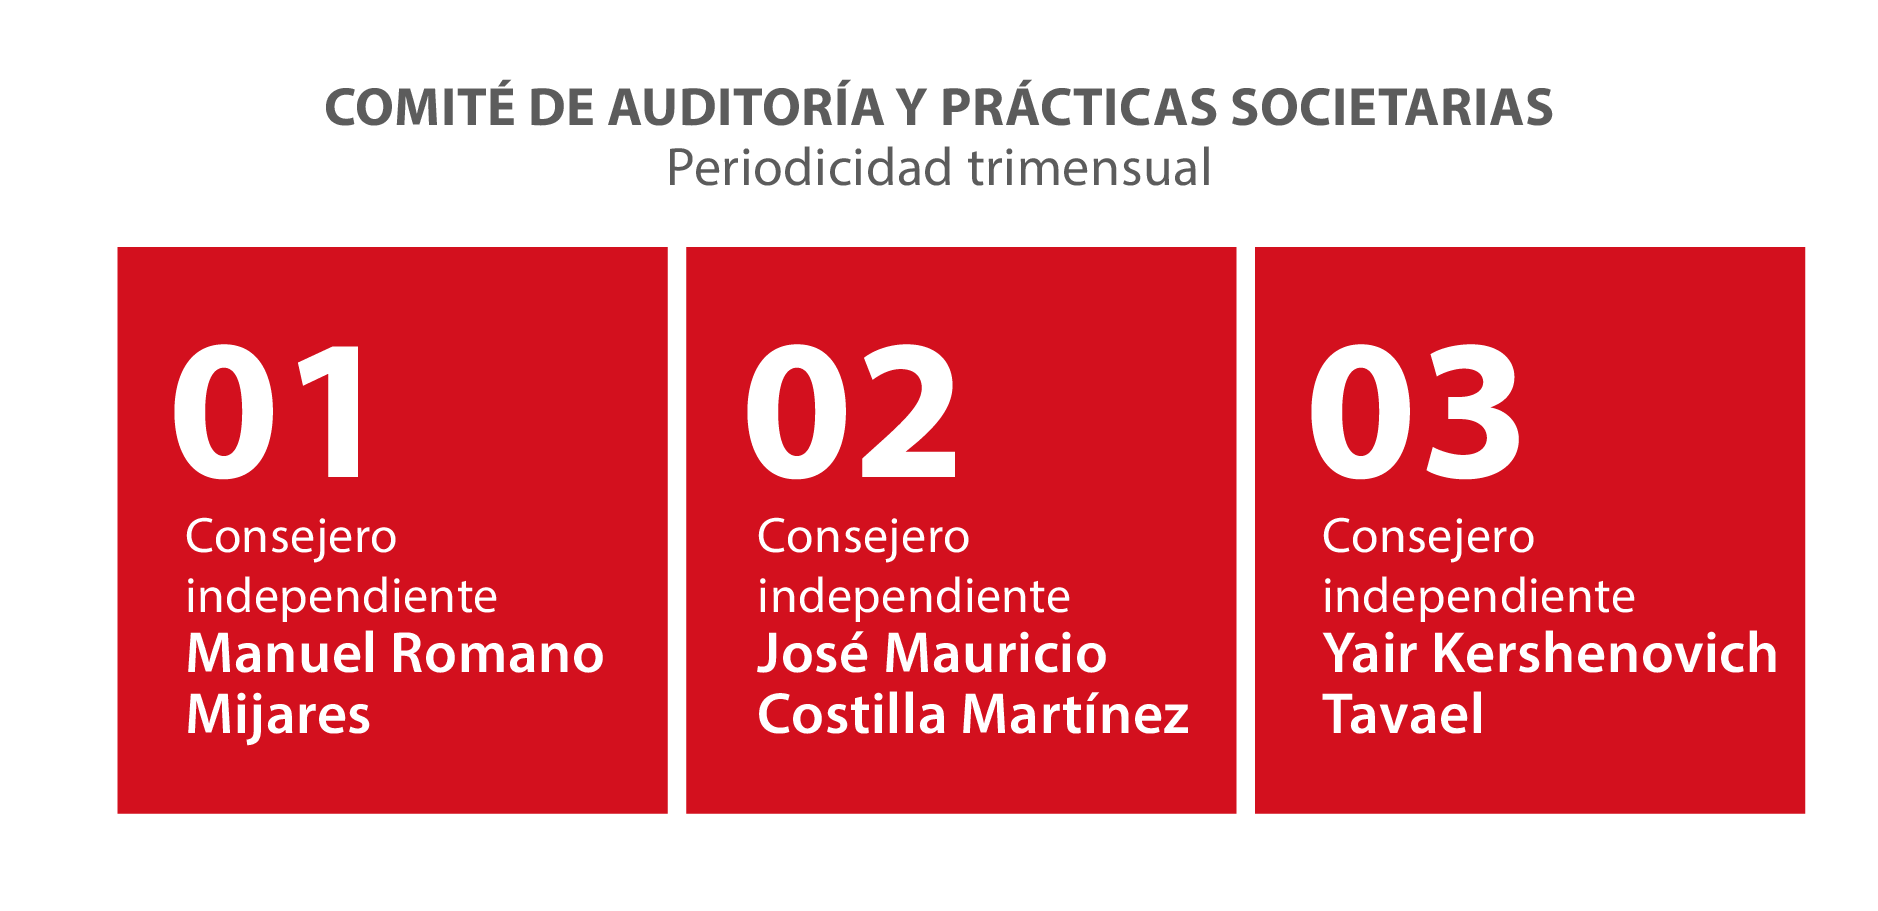 COMITÉ DE AUDITORÍA Y PRÁCTICAS SOCIETARIAS
Periodicidad trimensual
01
Consejero
independiente
Manuel Romano
Mijares
02
Consejero
independiente
José Mauricio
Costilla Martínez
03
Consejero
independiente
Yair Kershenovich
Tavael